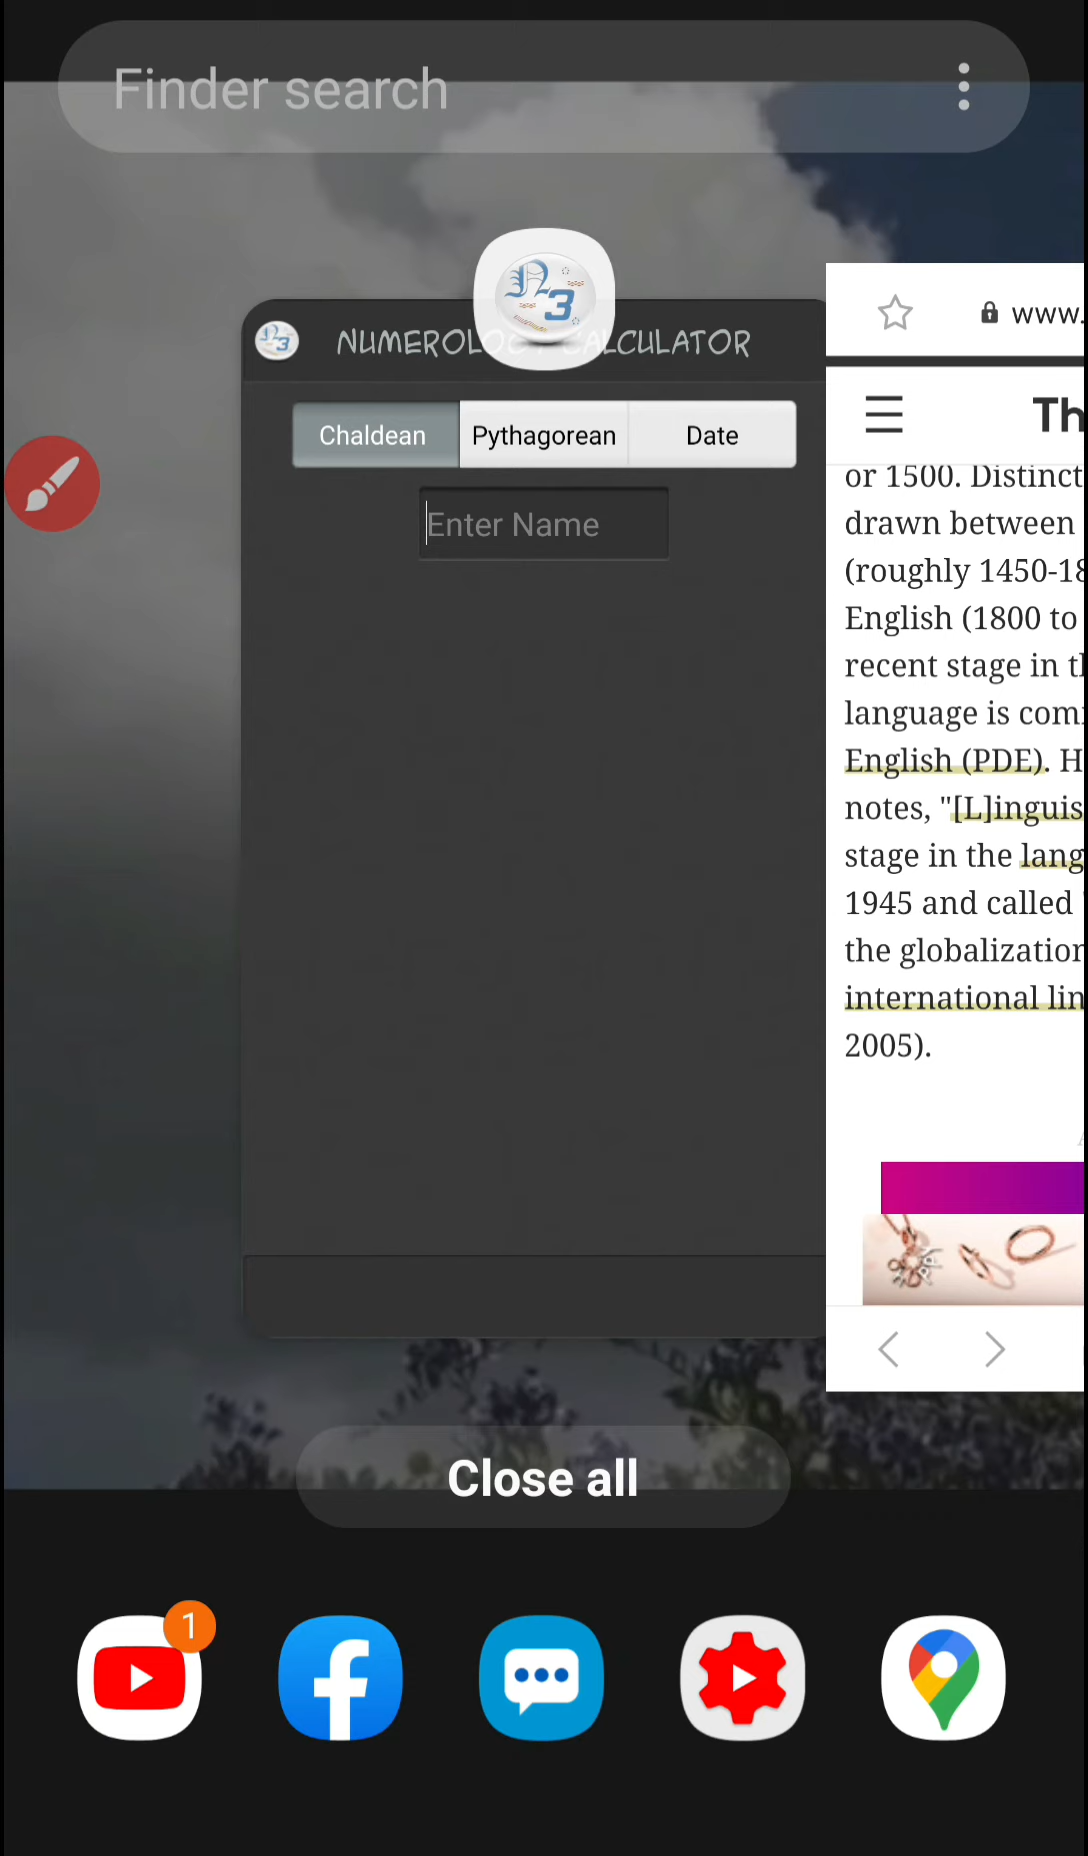 Finder search
NUMEROLOGY CALCULATOR
Chaldean
Pythagorean
Date
Enter Name
www.
Th
or 1500. Distinct
drawn between
(roughly 1450-18
English (1800 to
recent stage in th
language is com
English (PDE). H
notes, "[L]inguis
stage in the lang
1945 and called
the globalization
international lin
2005).
Close all
1